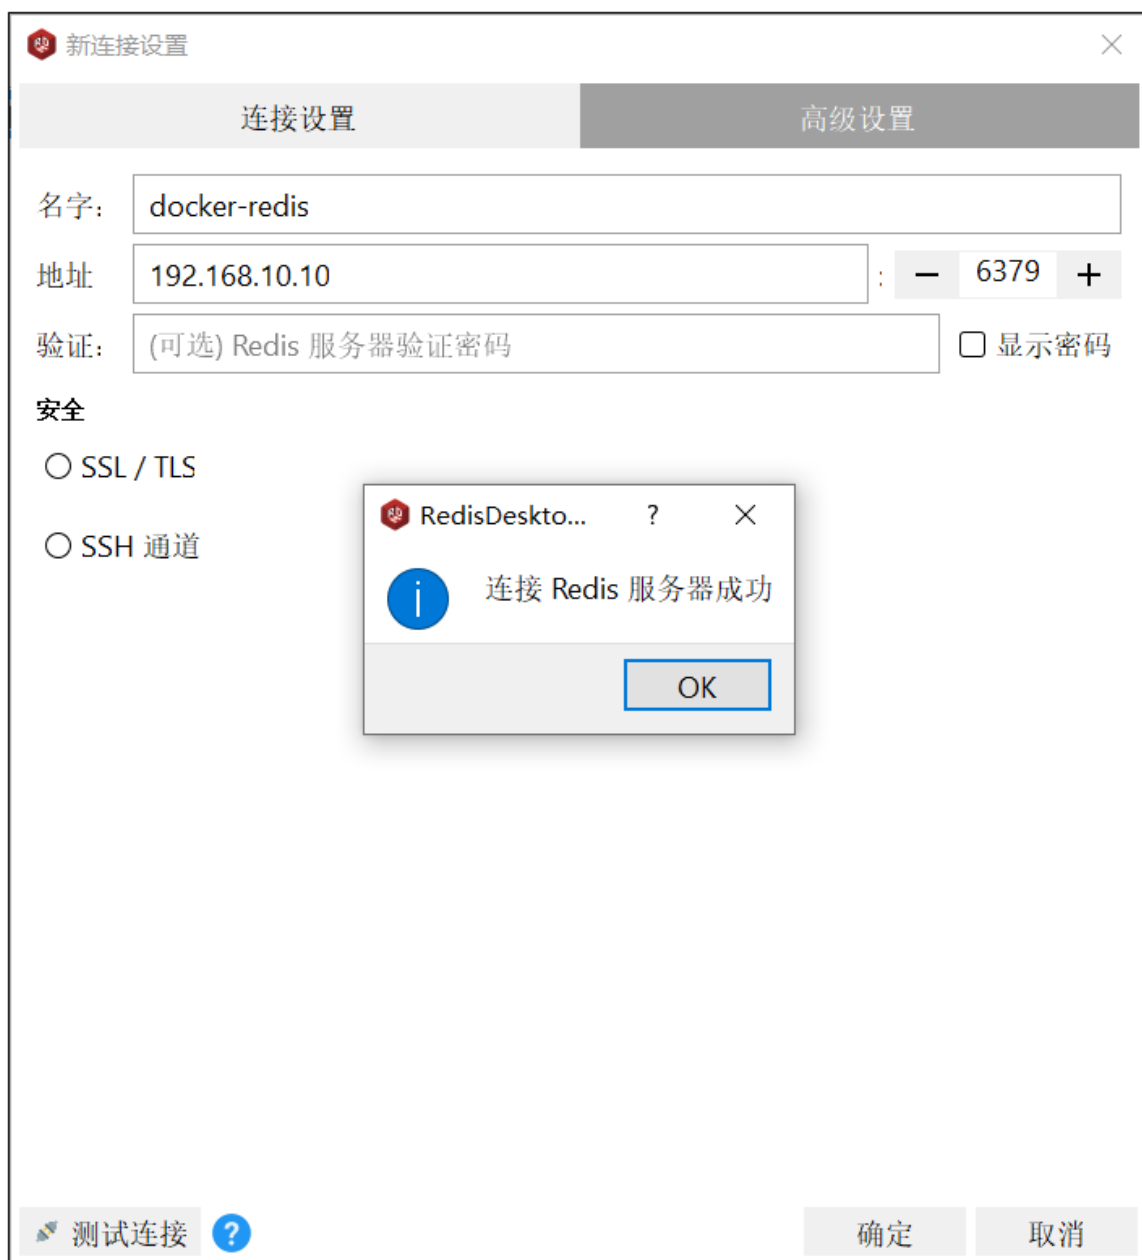 新连接设置
连接设置 高级设置
名字： docker-redis
地址 192.168.10.10 : − 6379 +
验证： (可选) Redis 服务器验证密码 显示密码
安全
SSL / TLS
RedisDeskto... ?
SSH 通道
i 连接 Redis 服务器成功
OK
测试连接 ? 确定 取消